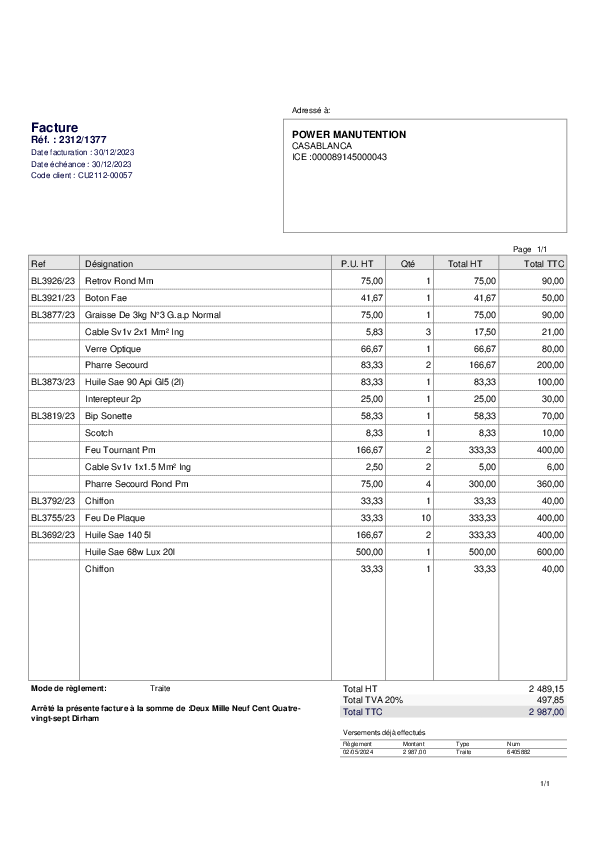 Adressé à:
Facture
Réf. : 2312/1377
Date facturation : 30/12/2023
Date échéance : 30/12/2023
Code client : CU2112-00057
POWER MANUTENTION
CASABLANCA
ICE :000089145000043
Page 1/1
Ref Désignation P.U. HT Qté Total HT Total TTC
BL3926/23 Retrov Rond Mm 75,00 1 75,00 90,00
BL3921/23 Boton Fae 41,67 1 41,67 50,00
BL3877/23 Graisse De 3kg N°3 G.a.p Normal 75,00 1 75,00 90,00
Cable Sv1v 2x1 Mm² Ing 5,83 3 17,50 21,00
Verre Optique 66,67 1 66,67 80,00
Pharre Secourd 83,33 2 166,67 200,00
BL3873/23 Huile Sae 90 Api Gl5 (2l) 83,33 1 83,33 100,00
Interepteur 2p 25,00 1 25,00 30,00
BL3819/23 Bip Sonette 58,33 1 58,33 70,00
Scotch 8,33 1 8,33 10,00
Feu Tournant Pm 166,67 2 333,33 400,00
Cable Sv1v 1x1.5 Mm² Ing 2,50 2 5,00 6,00
Pharre Secourd Rond Pm 75,00 4 300,00 360,00
BL3792/23 Chiffon 33,33 1 33,33 40,00
BL3755/23 Feu De Plaque 33,33 10 333,33 400,00
BL3692/23 Huile Sae 140 5l 166,67 2 333,33 400,00
Huile Sae 68w Lux 20l 500,00 1 500,00 600,00
Chiffon 33,33 1 33,33 40,00
Mode de règlement: Traite
Arrêté la présente facture à la somme de :Deux Mille Neuf Cent Quatre-
vingt-sept Dirham
Total HT 2 489,15
Total TVA 20% 497,85
Total TTC 2 987,00
Versements déjà effectués
Règlement Montant Type Num
02/05/2024 2 987,00 Traite 6405882
1/1